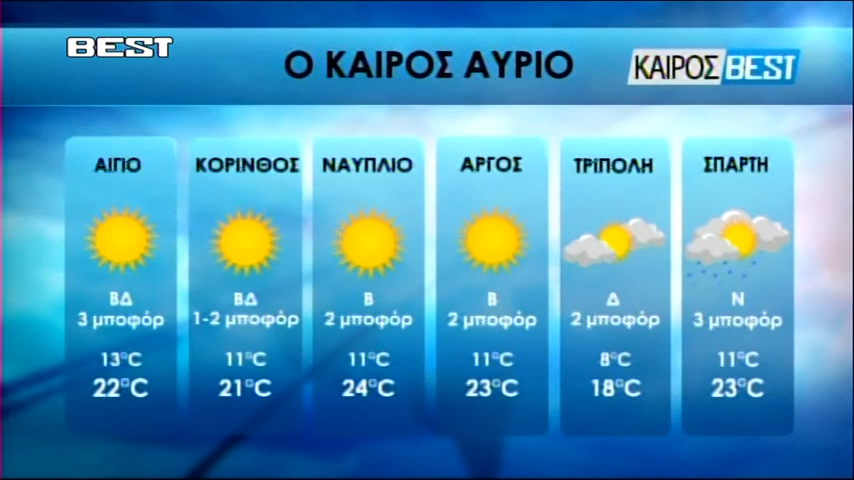 BEST
Ο ΚΑΙΡΟΣ ΑΥΡΙΟ
ΚΑΙΡΟΣ BEST
ΑΙΓΙΟ
ΒΔ
3 μποφόρ
13°C
22°C
ΚΟΡΙΝΘΟΣ
ΒΔ
1-2 μποφόρ
11°C
21°C
ΝΑΥΠΛΙΟ
Β
2 μποφόρ
11°C
24°C
ΑΡΓΟΣ
Β
2 μποφόρ
11°C
23°C
ΤΡΙΠΟΛΗ
Δ
2 μποφόρ
8°C
18°C
ΣΠΑΡΤΗ
Ν
3 μποφόρ
11°C
23°C